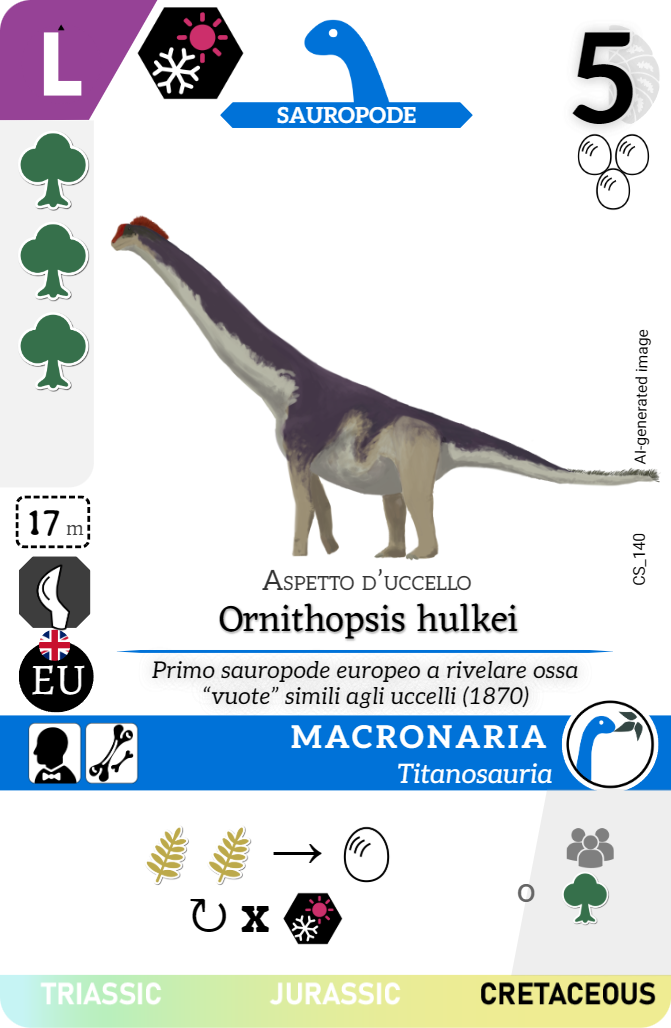 L
SAUROPODE
5
AI-generated image
17 m
CS_140
ASPETTO D'UCCELLO
Ornithopsis hulkei
EU
Primo sauropode europeo a rivelare ossa
“vuote” simili agli uccelli (1870)
MACRONARIA
Titanosauria
x
O
TRIASSIC
JURASSIC
CRETACEOUS